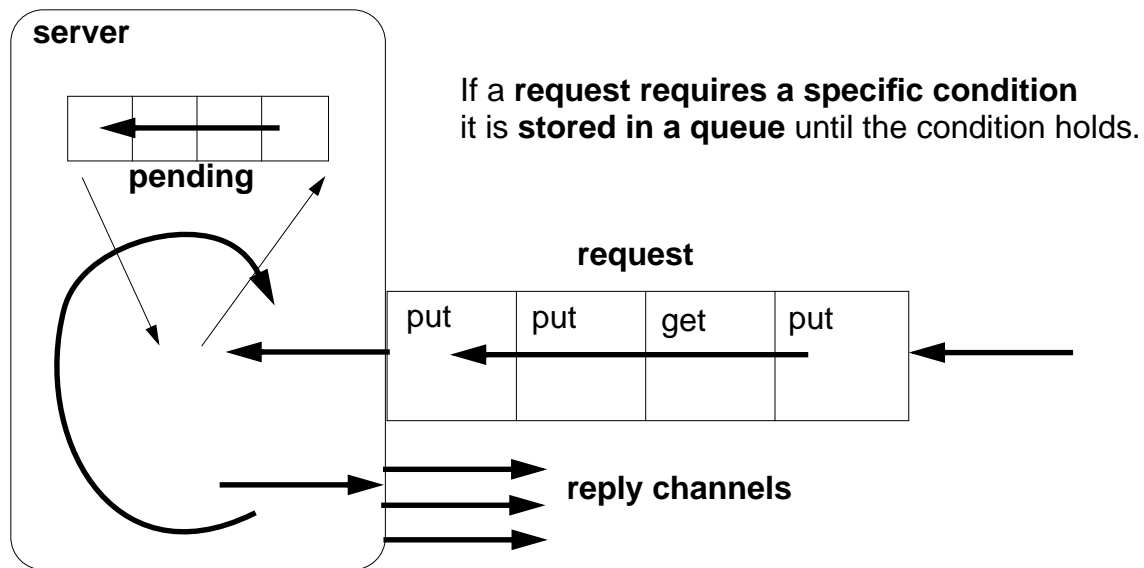 server
If a request requires a specific condition
it is stored in a queue until the condition holds.
pending
request
put put get put
reply channels